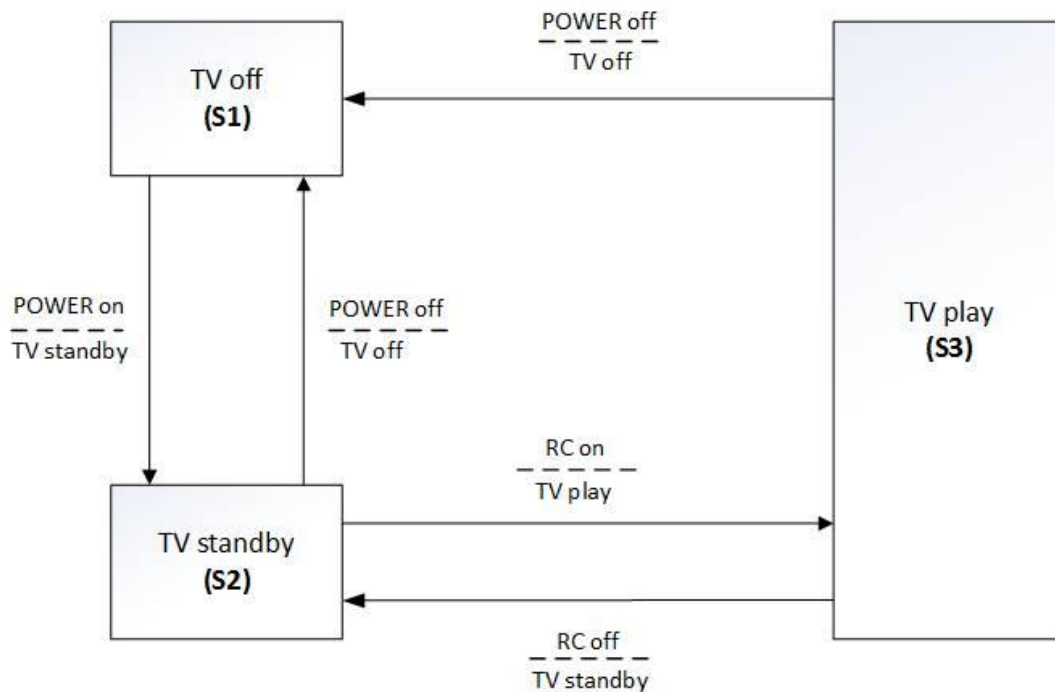 TV off
(S1)
POWER off
TV off
POWER on
TV standby
POWER off
TV off
TV play
(S3)
RC on
TV play
TV standby
(S2)
RC off
TV standby